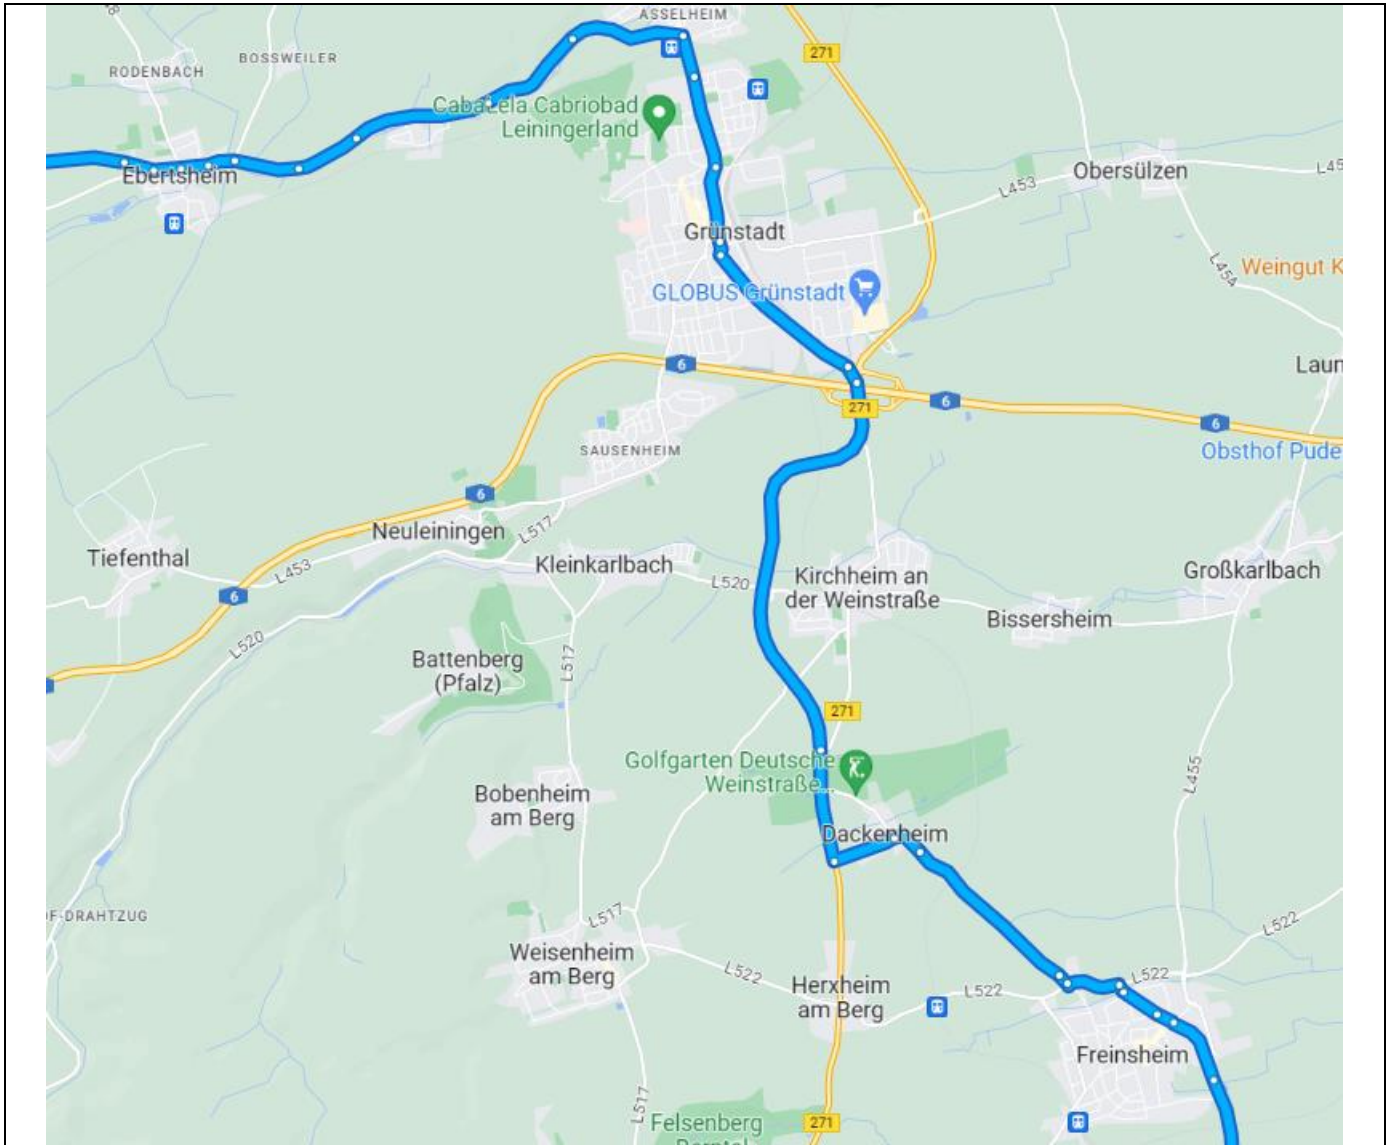 ASSELHEIM
271
BOSSWEILER
RODENBACH
CabaLela Cabriobad
Leiningerland
Ebertsheim
Obersülzen
L453
Grünstadt
L454
Weingut K
GLOBUS Grünstadt
6
Laun
6
271
6
SAUSENHEIM
Obsthof Pude
6
Neuleiningen
L517
Tiefenthal
L453
Kleinkarlbach
L520
Kirchheim an
der Weinstraße
Großkarlbach
6
Bissersheim
L520
Battenberg
(Pfalz)
L517
271
Golfgarten Deutsche
Weinstraße...
L455
Bobenheim
am Berg
Dackenheim
F-DRAHTZUG
L517
L522
Weisenheim
am Berg
L522
Herxheim
am Berg
L522
L522
Freinsheim
L517
Felsenberg
271